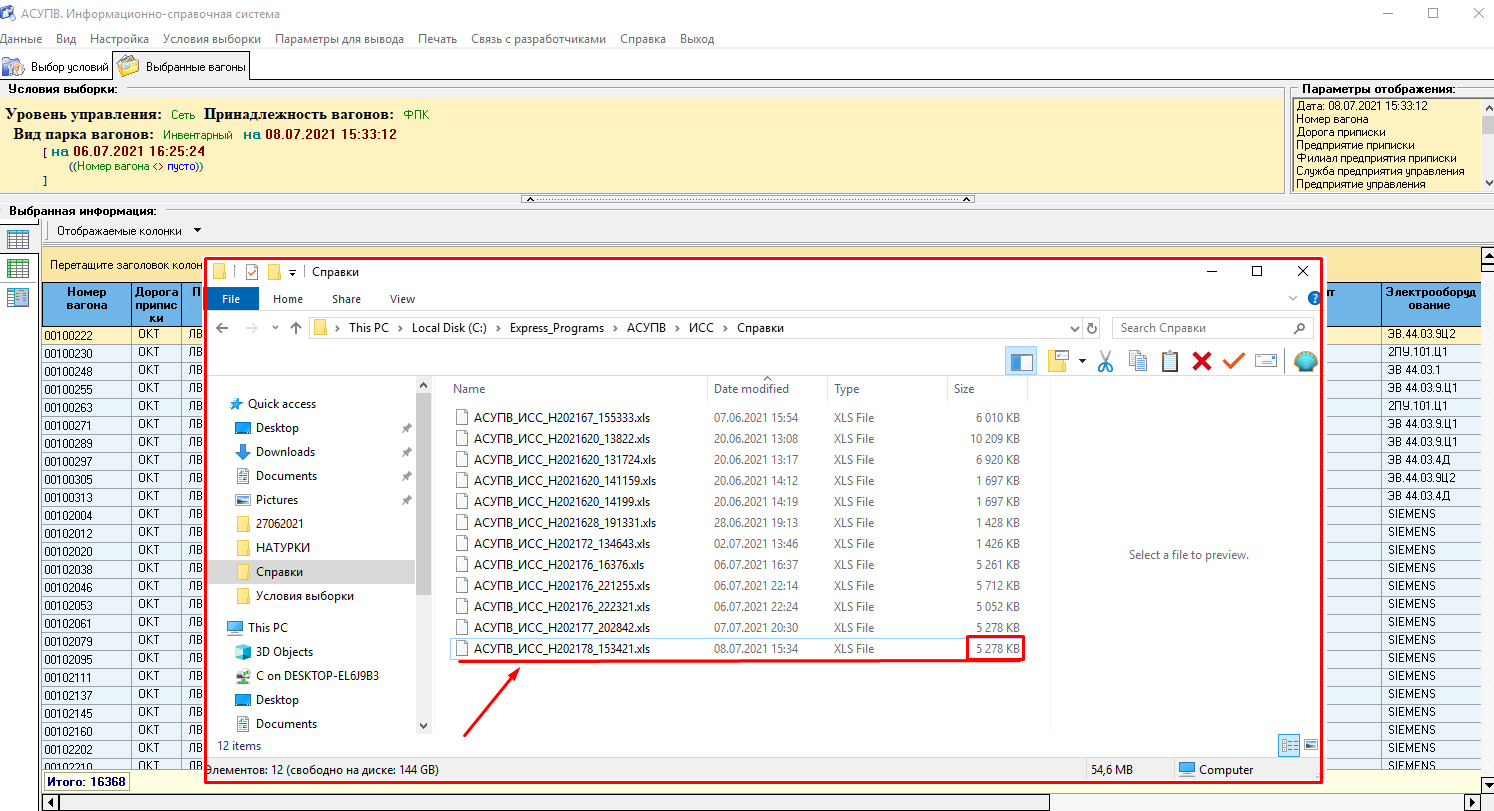 АСУПВ. Информационно-справочная система
Данные Вид Настройка Условия выборки Параметры для вывода Печать Связь с разработчиками Справка Выход
Выбор условий Выбранные вагоны
Условия выборки:
Уровень управления: Сеть Принадлежность вагонов: ФПК
Вид парка вагонов: Инвентарный на 08.07.2021 15:33:12
[ на 06.07.2021 16:25:24
((Номер вагона <> пусто))
]
Параметры отображения:
Дата: 08.07.2021 15:33:12
Номер вагона
Дорога приписки
Предприятие приписки
Филиал предприятия приписки
Служба предприятия управления
Предприятие управления
Выбранная информация:
Отображаемые колонки
Перетащите заголовок колон
Номер вагона
Дорога приписки
Электрооборудование
00100222 ОКТ ЛВ ЭВ.44.03.9Ц2
00100230 ОКТ ЛВ 2ПУ.101.Ц1
00100248 ОКТ ЛВ ЭВ 44.03.1
00100255 ОКТ ЛВ ЭВ 44.03.9.Ц1
00100263 ОКТ ЛВ 2ПУ.101.Ц1
00100271 ОКТ ЛВ ЭВ 44.03.9.Ц1
00100289 ОКТ ЛВ ЭВ 44.03.9.Ц1
00100297 ОКТ ЛВ ЭВ 44.03.4Д
00100305 ОКТ ЛВ ЭВ 44.03.9Ц2
00100313 ОКТ ЛВ ЭВ 44.03.4Д
00102004 ОКТ ЛВ SIEMENS
00102012 ОКТ ЛВ SIEMENS
00102020 ОКТ ЛВ SIEMENS
00102038 ОКТ ЛВ SIEMENS
00102046 ОКТ ЛВ SIEMENS
00102053 ОКТ ЛВ SIEMENS
00102061 ОКТ ЛВ SIEMENS
00102079 ОКТ ЛВ SIEMENS
00102095 ОКТ ЛВ SIEMENS
00102111 ОКТ ЛВ SIEMENS
00102137 ОКТ ЛВ SIEMENS
00102145 ОКТ ЛВ SIEMENS
00102160 ОКТ ЛВ SIEMENS
00102202 ОКТ ЛВ SIEMENS
00102210 ОКТ ЛВ SIEMENS
Итого: 16368
Справки
File Home Share View
This PC Local Disk (C:) Express_Programs АСУПВ ИСС Справки
Search Справки
Quick access
Desktop
Downloads
Documents
Pictures
27062021
НАТУРКИ
Справки
Условия выборки
This PC
3D Objects
C on DESKTOP-EL6J9B3
Desktop
Documents
Name Date modified Type Size
АСУПВ_ИСС_Н202167_155333.xls 07.06.2021 15:54 XLS File 6 010 KB
АСУПВ_ИСС_Н2021620_13822.xls 20.06.2021 13:08 XLS File 10 209 KB
АСУПВ_ИСС_Н2021620_131724.xls 20.06.2021 13:17 XLS File 6 920 KB
АСУПВ_ИСС_Н2021620_141159.xls 20.06.2021 14:12 XLS File 1 697 KB
АСУПВ_ИСС_Н2021620_14199.xls 20.06.2021 14:19 XLS File 1 697 KB
АСУПВ_ИСС_Н2021628_191331.xls 28.06.2021 19:13 XLS File 1 428 KB
АСУПВ_ИСС_Н202172_134643.xls 02.07.2021 13:46 XLS File 1 426 KB
АСУПВ_ИСС_Н202176_16376.xls 06.07.2021 16:37 XLS File 5 261 KB
АСУПВ_ИСС_Н202176_221255.xls 06.07.2021 22:14 XLS File 5 712 KB
АСУПВ_ИСС_Н202176_222321.xls 06.07.2021 22:24 XLS File 5 052 KB
АСУПВ_ИСС_Н202177_202842.xls 07.07.2021 20:30 XLS File 5 278 KB
АСУПВ_ИСС_Н202178_153421.xls 08.07.2021 15:34 XLS File 5 278 KB
Select a file to preview.
12 items
Элементов: 12 (свободно на диске: 144 GB) 54,6 MB Computer